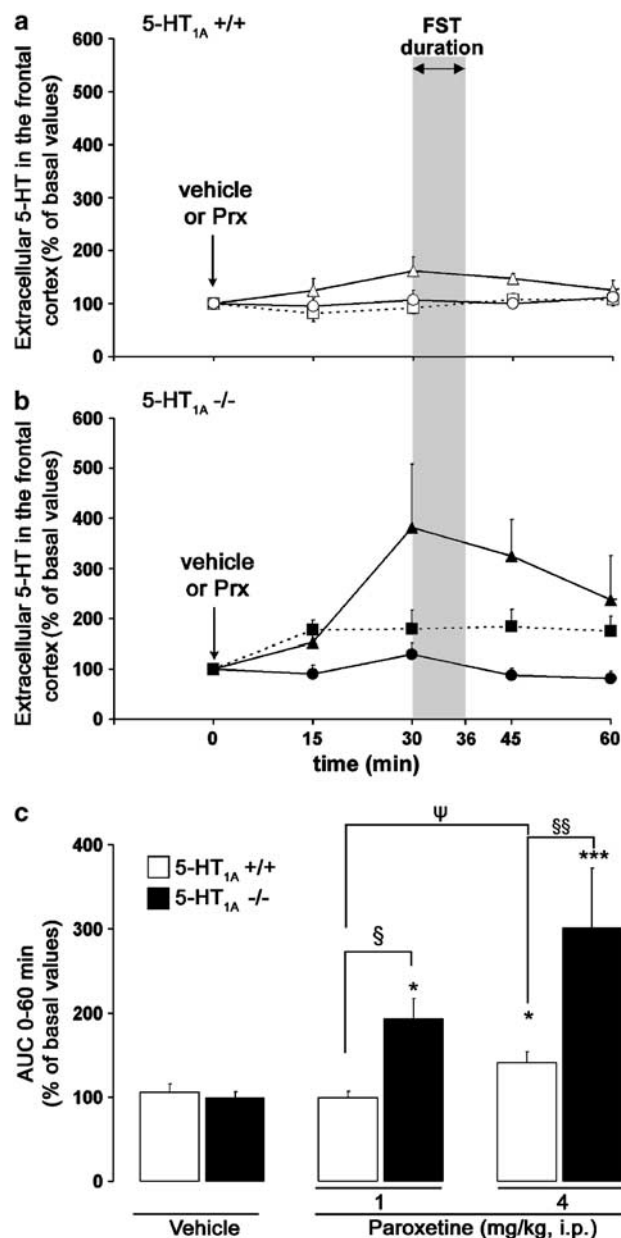 a
5-HT1A +/+
FST
duration
Extracellular 5-HT in the frontal
cortex (% of basal values)
600
500
400
300
200
100
0
vehicle
or Prx
b
5-HT1A -/-
Extracellular 5-HT in the frontal
cortex (% of basal values)
600
500
400
300
200
100
0
vehicle
or Prx
0 15 30 36 45 60
time (min)
c
AUC 0-60 min
(% of basal values)
400
300
200
100
0
5-HT1A +/+
5-HT1A -/-
Ψ
§§
***
§
*
*
1 4
Vehicle Paroxetine (mg/kg, i.p.)